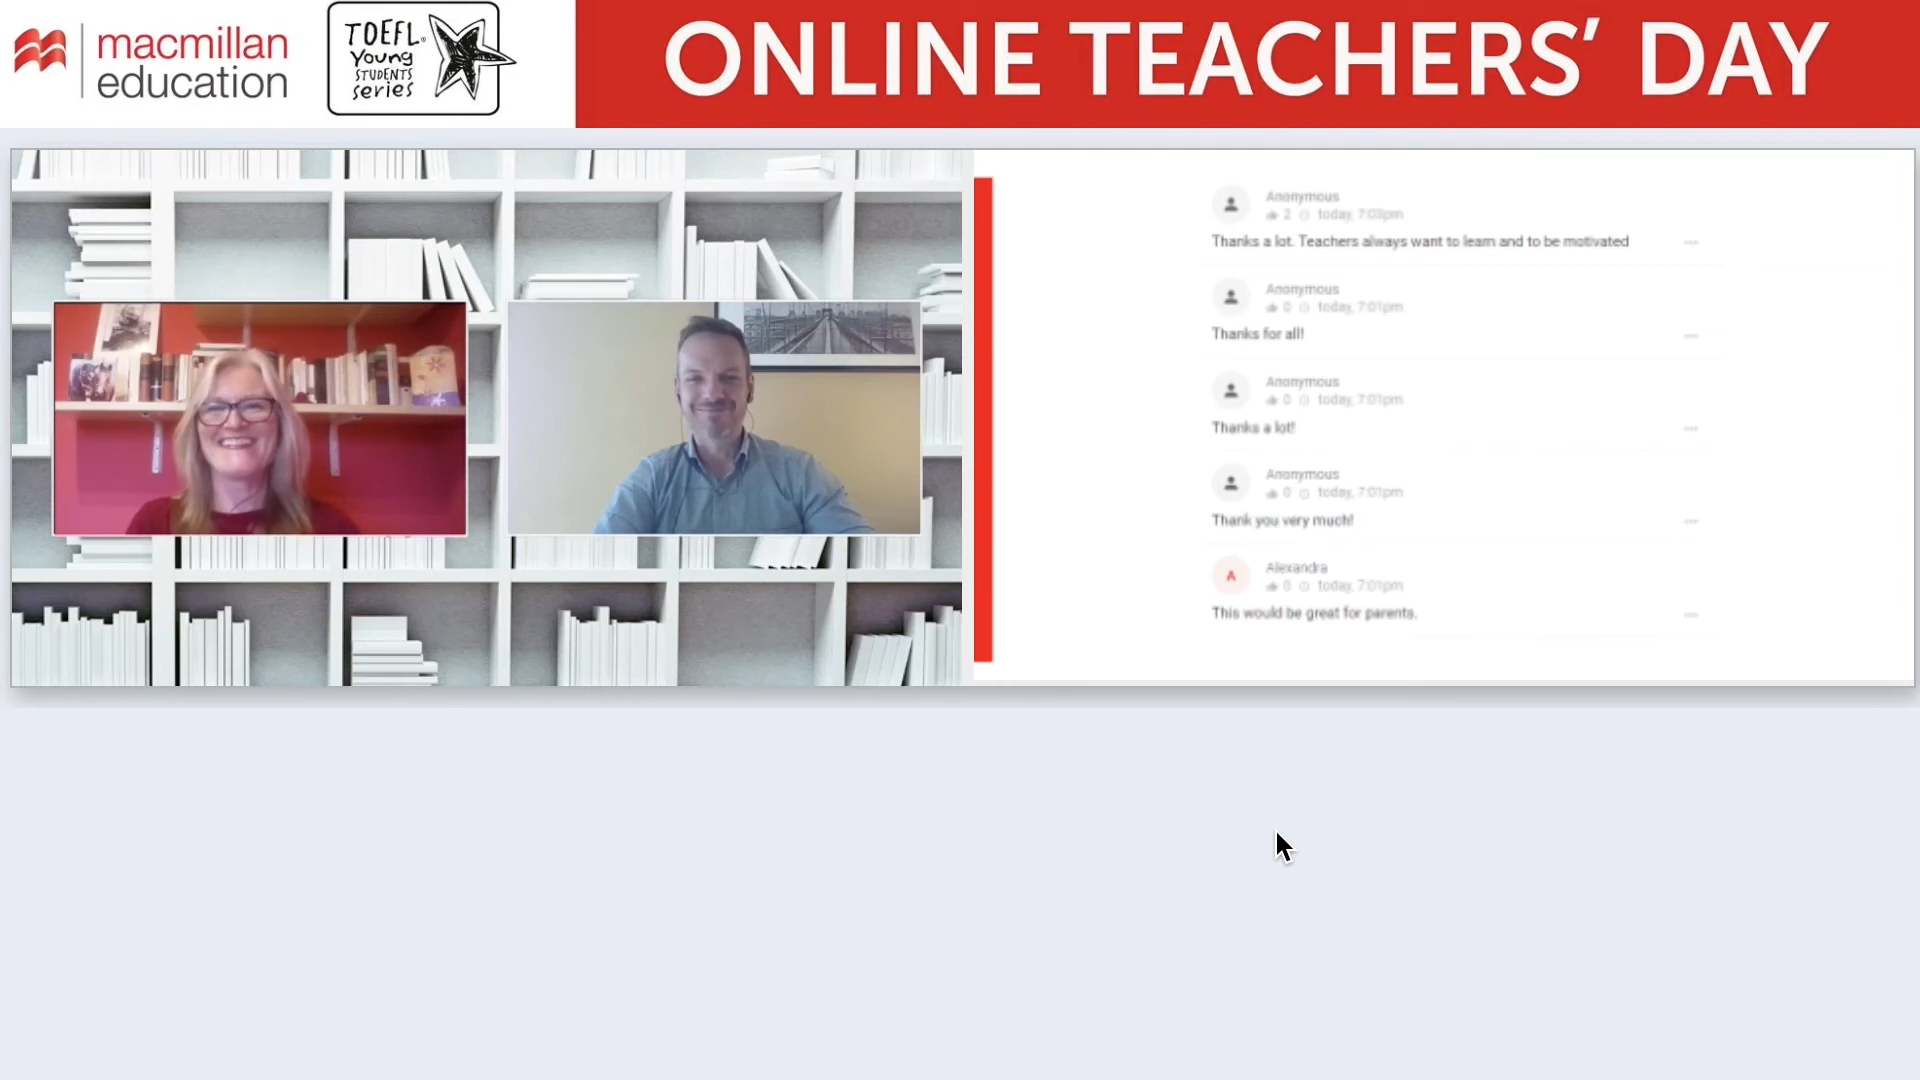 macmillan
education
TOEFL®
Young
STUDENTS
series
ONLINE TEACHERS’ DAY
Anonymous
2 today, 7:03pm
Thanks a lot. Teachers always want to learn and to be motivated
Anonymous
0 today, 7:01pm
Thanks for all!
Anonymous
0 today, 7:01pm
Thanks a lot!
Anonymous
0 today, 7:01pm
Thank you very much!
A
Alexandra
0 today, 7:01pm
This would be great for parents.